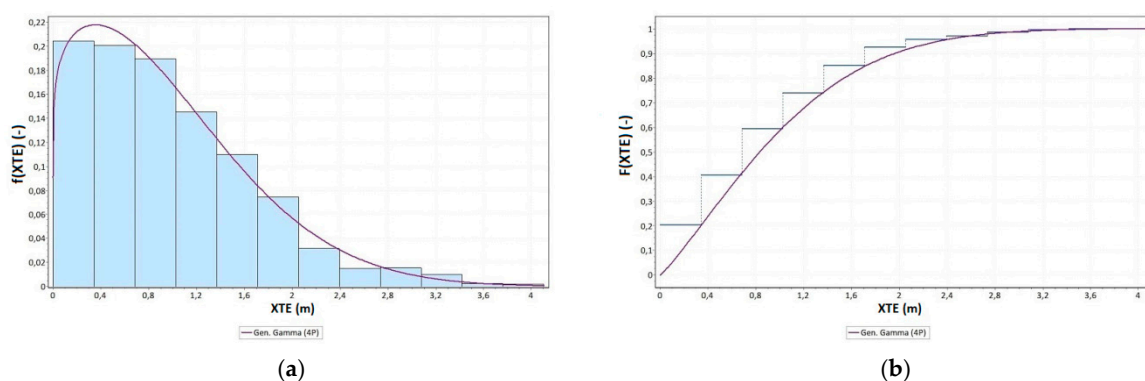 f(XTE) (-)
0,22
0,2
0,18
0,16
0,14
0,12
0,1
0,08
0,06
0,04
0,02
0
0 0,4 0,8 1,2 1,6 2 2,4 2,8 3,2 3,6 4
XTE (m)
Gen. Gamma (4P)
(a)
F(XTE) (-)
1
0,9
0,8
0,7
0,6
0,5
0,4
0,3
0,2
0,1
0
0 0,4 0,8 1,2 1,6 2 2,4 2,8 3,2 3,6 4
XTE (m)
Gen. Gamma (4P)
(b)